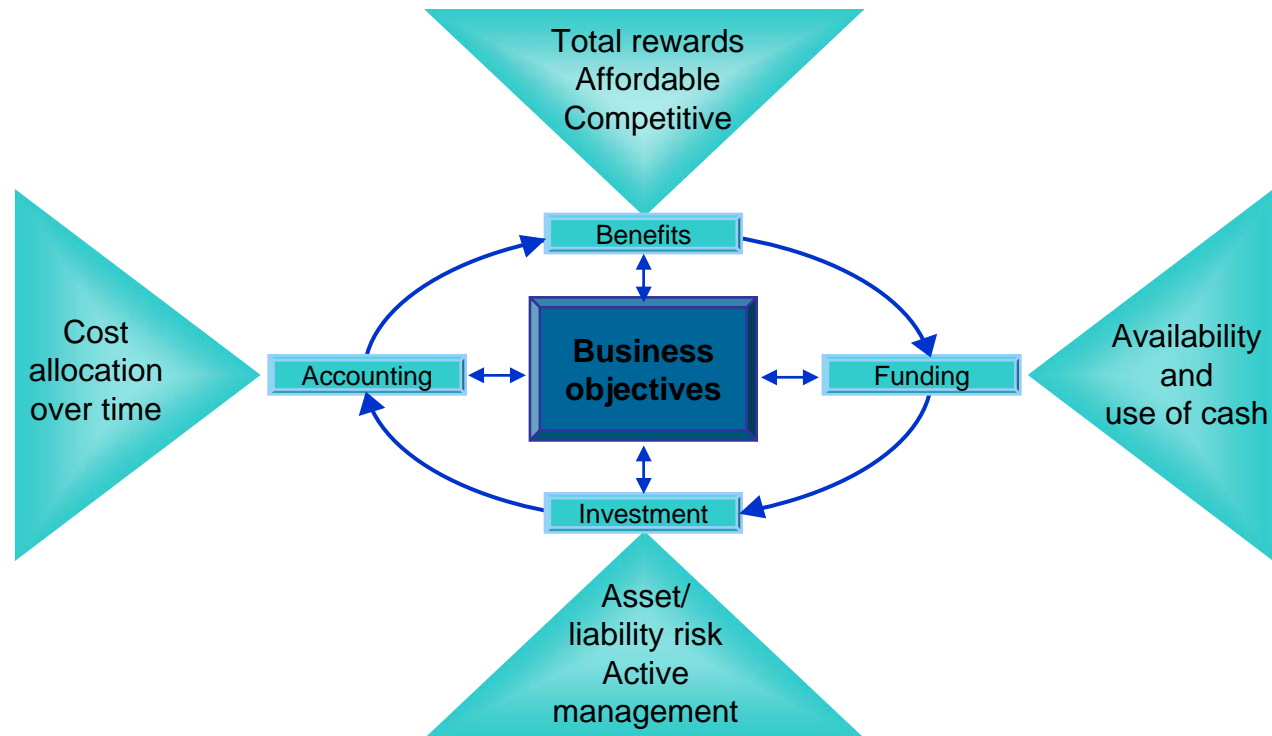 Total rewards
Affordable
Competitive
Benefits
Cost
allocation
over time
Accounting
Business
objectives
Funding
Availability
and
use of cash
Investment
Asset/
liability risk
Active
management